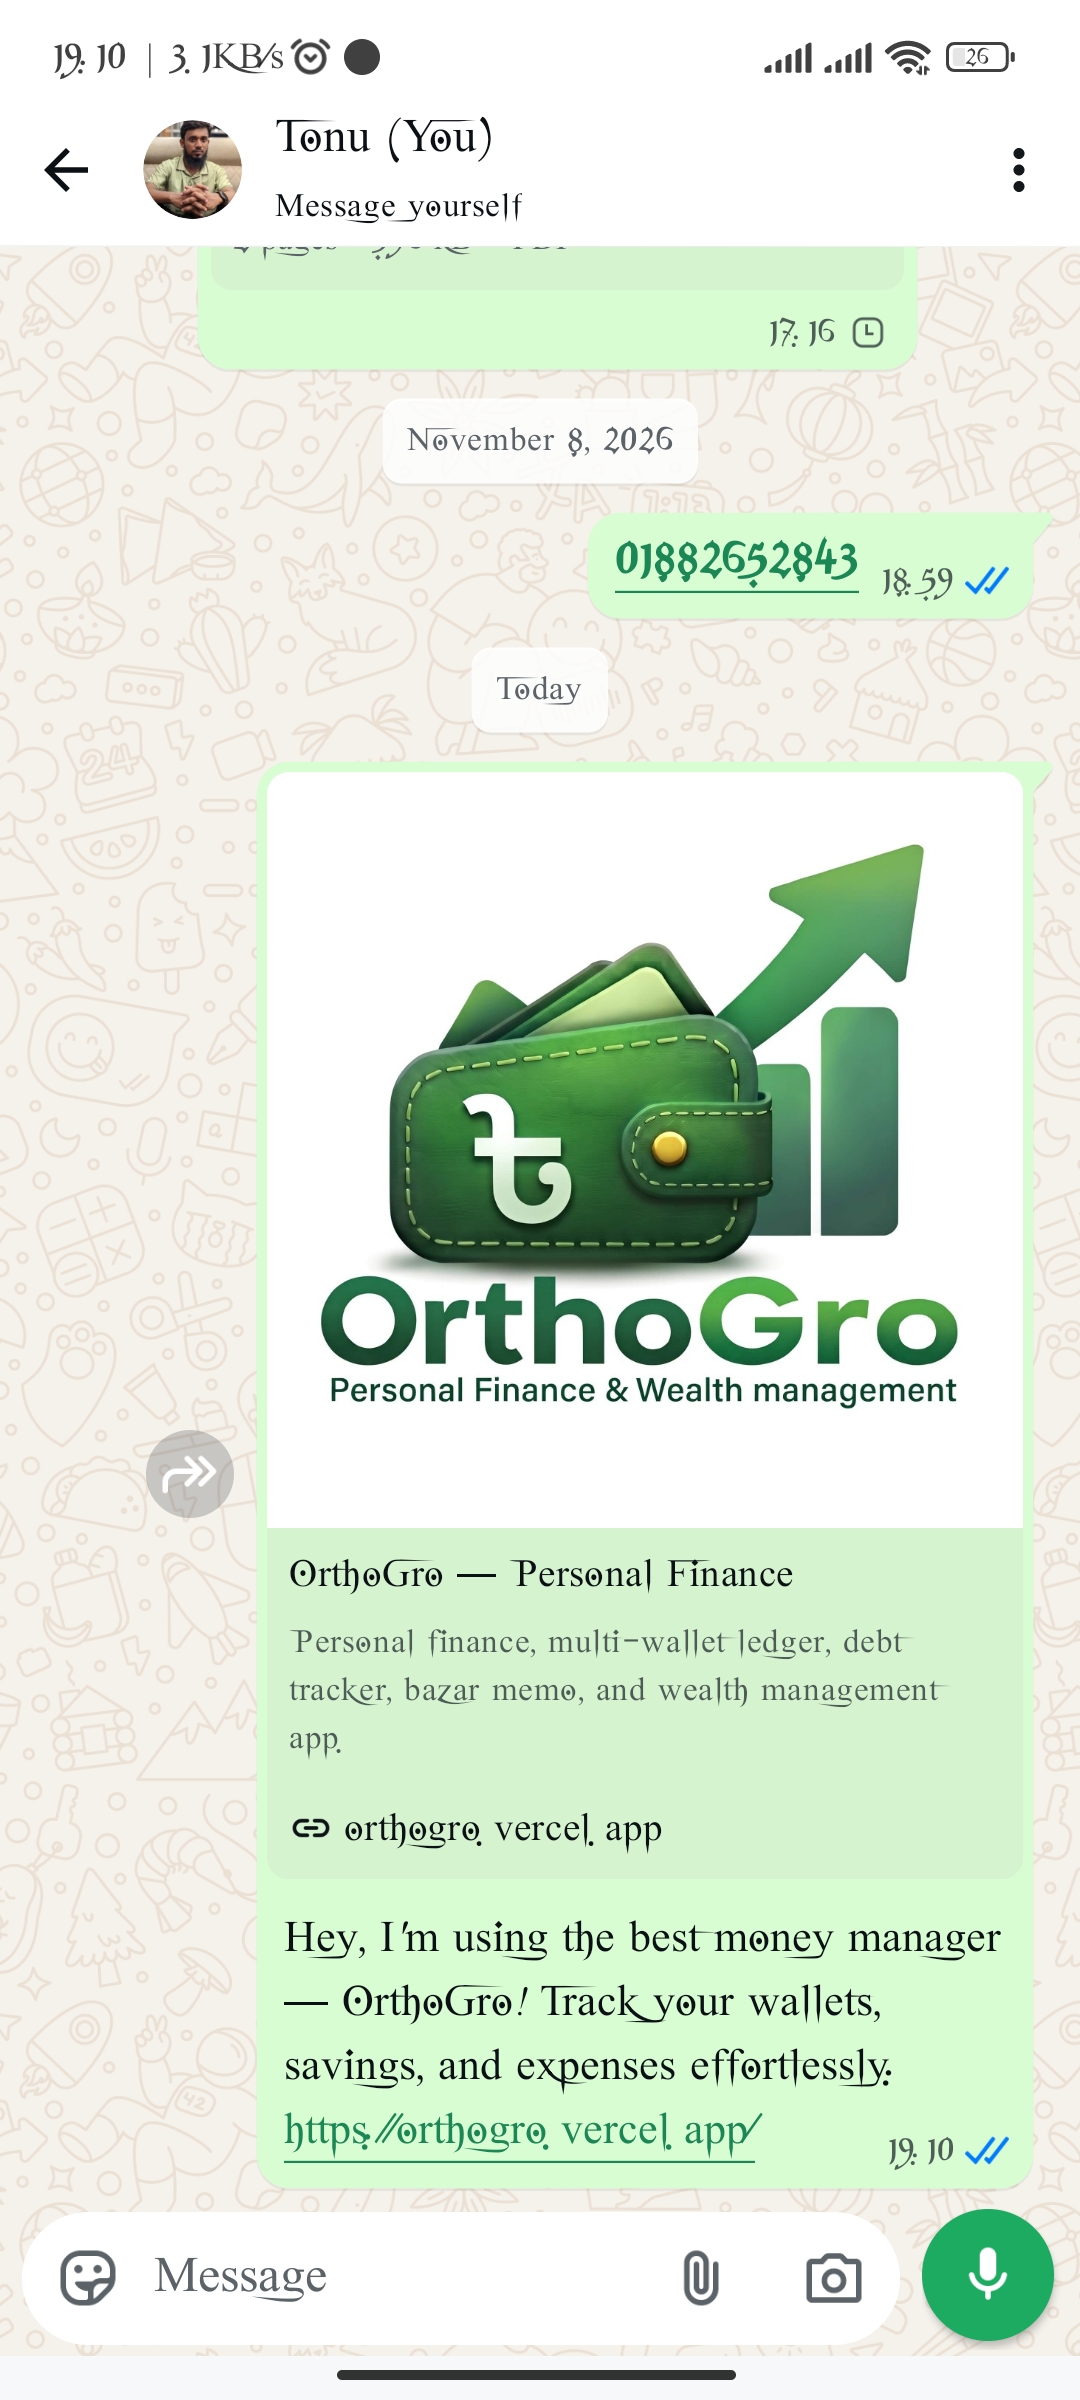 19:10 | 3.1KB/s
26
Tonu (You)
Message yourself
17:16
November 8, 2026
01882652843 18:59
Today
৳
OrthoGro
Personal Finance & Wealth management
OrthoGro — Personal Finance
Personal finance, multi-wallet ledger, debt
tracker, bazar memo, and wealth management
app.
orthogro.vercel.app
Hey, I'm using the best money manager
— OrthoGro! Track your wallets,
savings, and expenses effortlessly.
https://orthogro.vercel.app/
19:10
Message